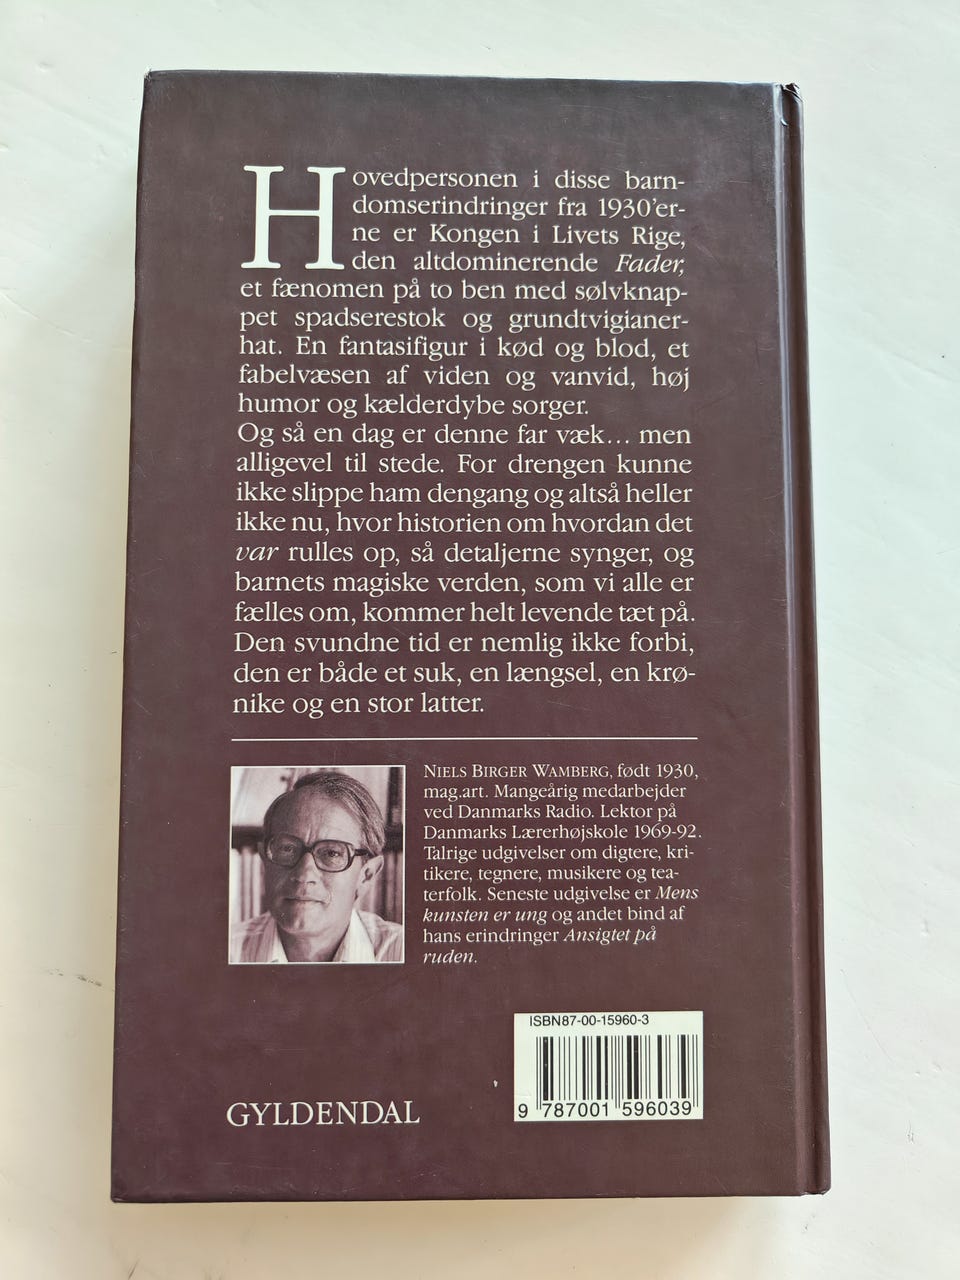 Hovedpersonen i disse barn-
domserindringer fra 1930'er-
ne er Kongen i Livets Rige,
den altdominerende Fader,
et fænomen på to ben med sølvknap-
pet spadserestok og grundtvigianer-
hat. En fantasifigur i kød og blod, et
fabelvæsen af viden og vanvid, høj
humor og kælderdybe sorger.
Og så en dag er denne far væk... men
alligevel til stede. For drengen kunne
ikke slippe ham dengang og altså heller
ikke nu, hvor historien om hvordan det
var rulles op, så detaljerne synger, og
barnets magiske verden, som vi alle er
fælles om, kommer helt levende tæt på.
Den svundne tid er nemlig ikke forbi,
den er både et suk, en længsel, en krø-
nike og en stor latter.
NIELS BIRGER WAMBERG, født 1930,
mag.art. Mangeårig medarbejder
ved Danmarks Radio. Lektor på
Danmarks Lærerhøjskole 1969-92.
Talrige udgivelser om digtere, kri-
tikere, tegnere, musikere og tea-
terfolk. Seneste udgivelse er Mens
kunsten er ung og andet bind af
hans erindringer Ansigtet på
ruden.
ISBN87-00-15960-3
9 787001 596039
GYLDENDAL